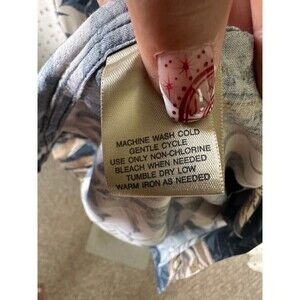 MACHINE WASH COLD
GENTLE CYCLE
USE ONLY NON-CHLORINE
BLEACH WHEN NEEDED
TUMBLE DRY LOW
WARM IRON AS NEEDED